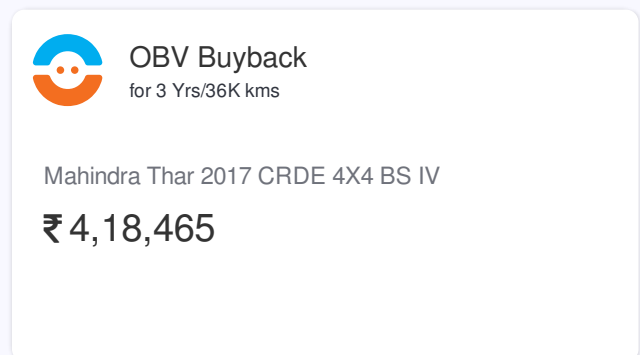 OBV Buyback
for 3 Yrs/36K kms
Mahindra Thar 2017 CRDE 4X4 BS IV
₹ 4,18,465